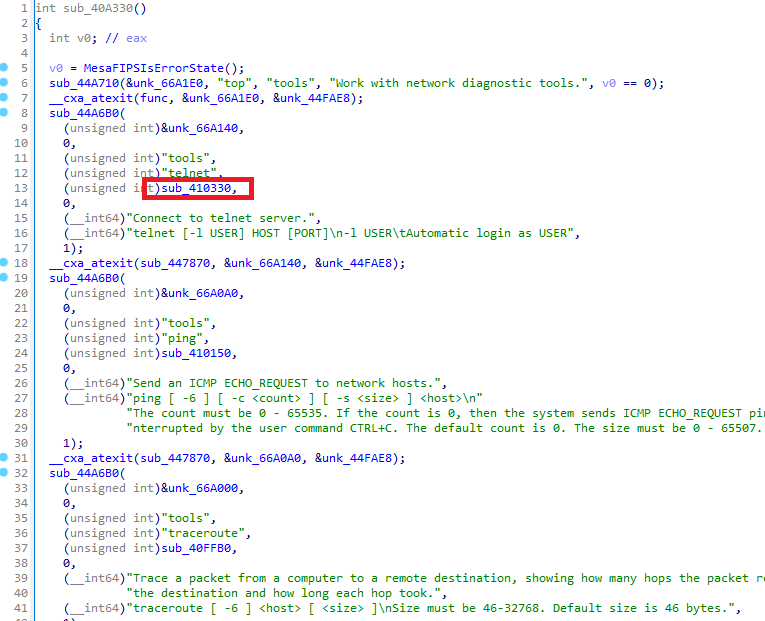 1 int sub_40A330()
2 {
3 int v0; // eax
4
5 v0 = MesaFIPSIsErrorState();
6 sub_44A710(&unk_66A1E0, "top", "tools", "Work with network diagnostic tools.", v0 == 0);
7 __cxa_atexit(func, &unk_66A1E0, &unk_44FAE8);
8 sub_44A6B0(
9 (unsigned int)&unk_66A140,
10 0,
11 (unsigned int)"tools",
12 (unsigned int)"telnet",
13 (unsigned int)sub_410330,
14 0,
15 (__int64)"Connect to telnet server.",
16 (__int64)"telnet [-l USER] HOST [PORT]\n-l USER\tAutomatic login as USER",
17 1);
18 __cxa_atexit(sub_447870, &unk_66A140, &unk_44FAE8);
19 sub_44A6B0(
20 (unsigned int)&unk_66A0A0,
21 0,
22 (unsigned int)"tools",
23 (unsigned int)"ping",
24 (unsigned int)sub_410150,
25 0,
26 (__int64)"Send an ICMP ECHO_REQUEST to network hosts.",
27 (__int64)"ping [ -6 ] [ -c <count> ] [ -s <size> ] <host>\n"
28 "The count must be 0 - 65535. If the count is 0, then the system sends ICMP ECHO_REQUEST pi
29 "nterrupted by the user command CTRL+C. The default count is 0. The size must be 0 - 65507.
30 1);
31 __cxa_atexit(sub_447870, &unk_66A0A0, &unk_44FAE8);
32 sub_44A6B0(
33 (unsigned int)&unk_66A000,
34 0,
35 (unsigned int)"tools",
36 (unsigned int)"traceroute",
37 (unsigned int)sub_40FFB0,
38 0,
39 (__int64)"Trace a packet from a computer to a remote destination, showing how many hops the packet re
40 "the destination and how long each hop took.",
41 (__int64)"traceroute [ -6 ] <host> [ <size> ]\nSize must be 46-32768. Default size is 46 bytes.",